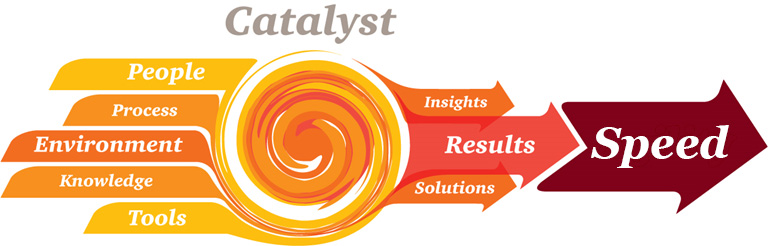 Catalyst
People
Process
Environment
Knowledge
Tools
Insights
Results
Solutions
Speed